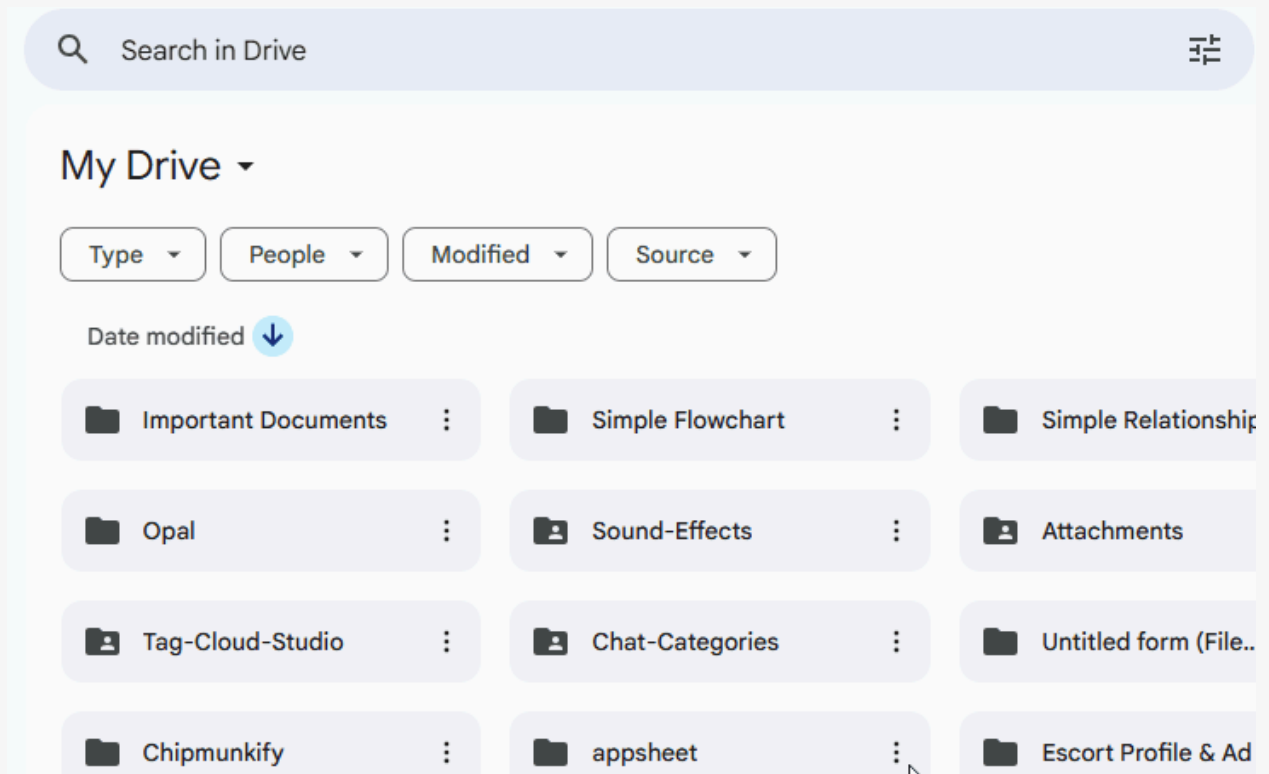 Search in Drive
My Drive
Type People Modified Source
Date modified
Important Documents Simple Flowchart Simple Relationship
Opal Sound-Effects Attachments
Tag-Cloud-Studio Chat-Categories Untitled form (File...
Chipmunkify appsheet Escort Profile & Ad